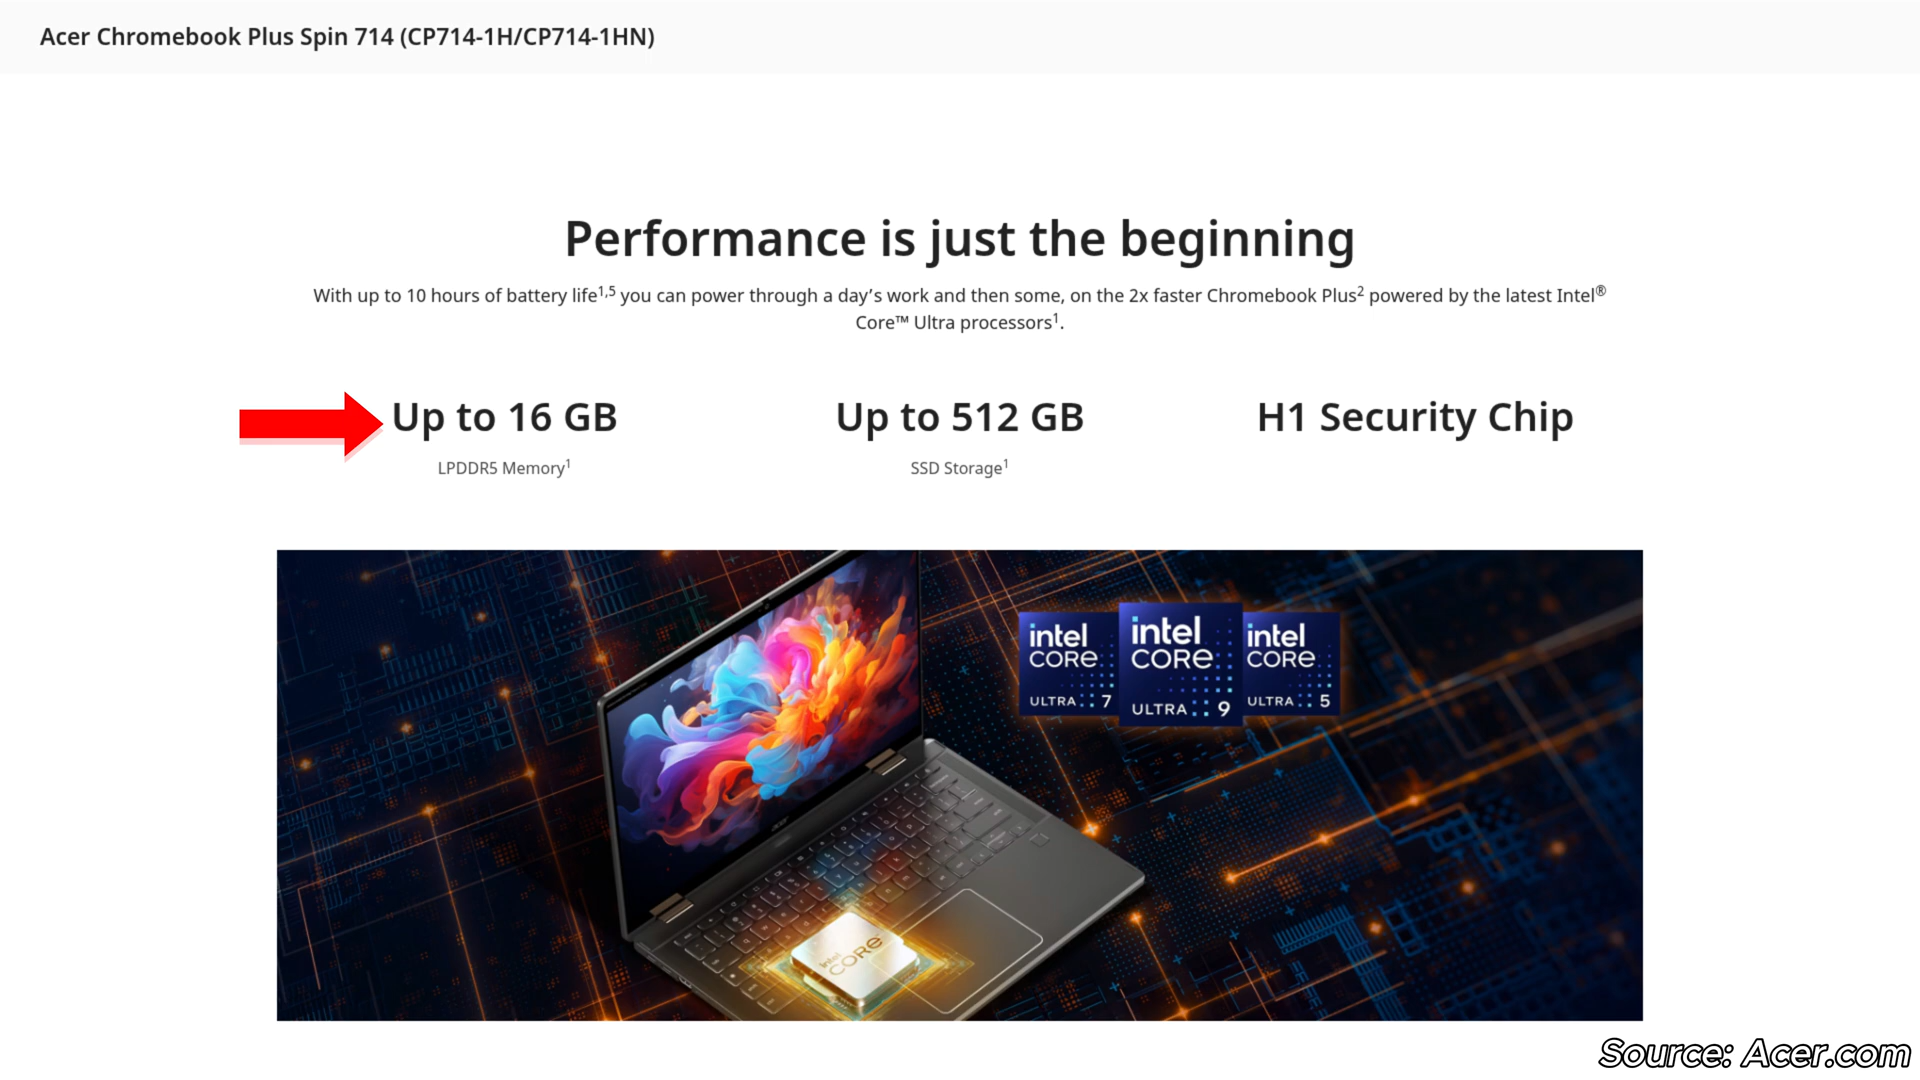 Acer Chromebook Plus Spin 714 (CP714-1H/CP714-1HN)
Performance is just the beginning
With up to 10 hours of battery life1,5 you can power through a day’s work and then some, on the 2x faster Chromebook Plus2 powered by the latest Intel®
Core™ Ultra processors1.
Up to 16 GB
Up to 512 GB
H1 Security Chip
LPDDR5 Memory1
SSD Storage1
intel CORE ULTRA 7
intel CORE ULTRA 9
intel CORE ULTRA 5
acer
intel
CORE
Source: Acer.com